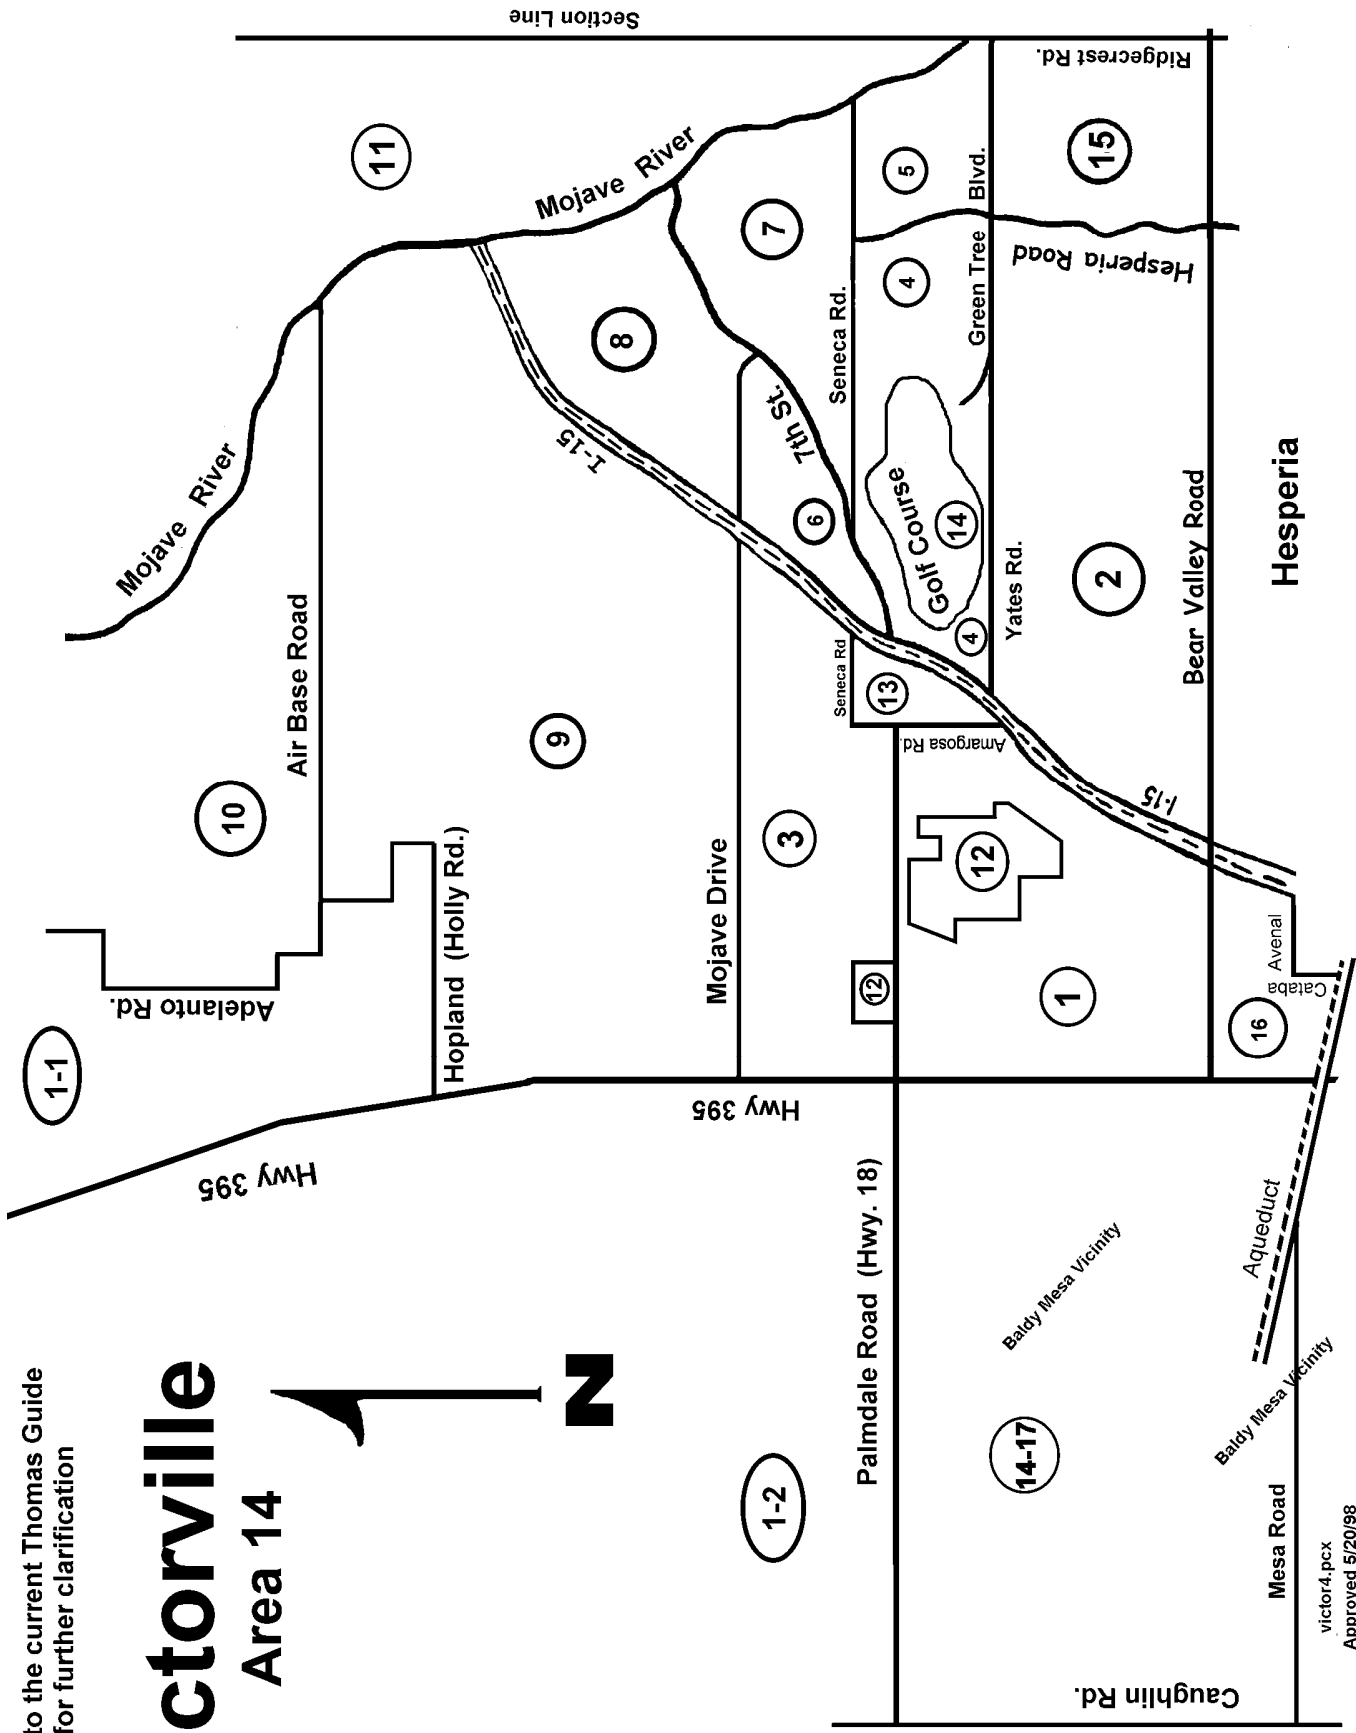 to the current Thomas Guide
for further clarification
ctorville
Area 14
N
1-1
1-2
14-17
Hwy 395
Hwy 395
Adelanto Rd.
Hopland (Holly Rd.)
Air Base Road
10
Mojave River
11
Mojave River
Section Line
9
I-15
8
7
Mojave Drive
3
6
7th St.
Seneca Rd.
Seneca Rd
13
Amargosa Rd.
12
12
Palmdale Road (Hwy. 18)
Golf Course
14
4
4
5
Green Tree Blvd.
Yates Rd.
Hesperia Road
Ridgecrest Rd.
15
2
1
I-15
Bear Valley Road
Hesperia
16
Avenal
Cataba
Aqueduct
Baldy Mesa Vicinity
Baldy Mesa Vicinity
Mesa Road
Caughlin Rd.
victor4.pcx
Approved 5/20/98